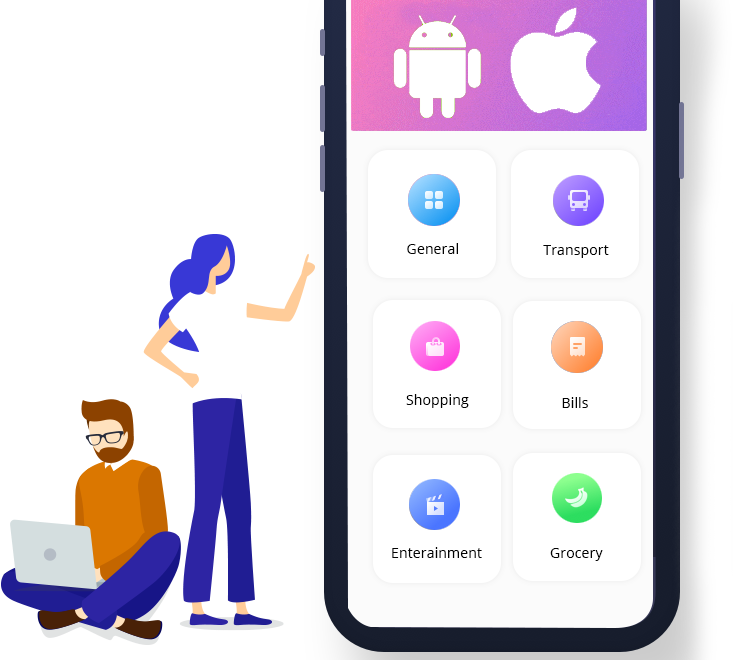 General
Transport
Shopping
Bills
Enterainment
Grocery